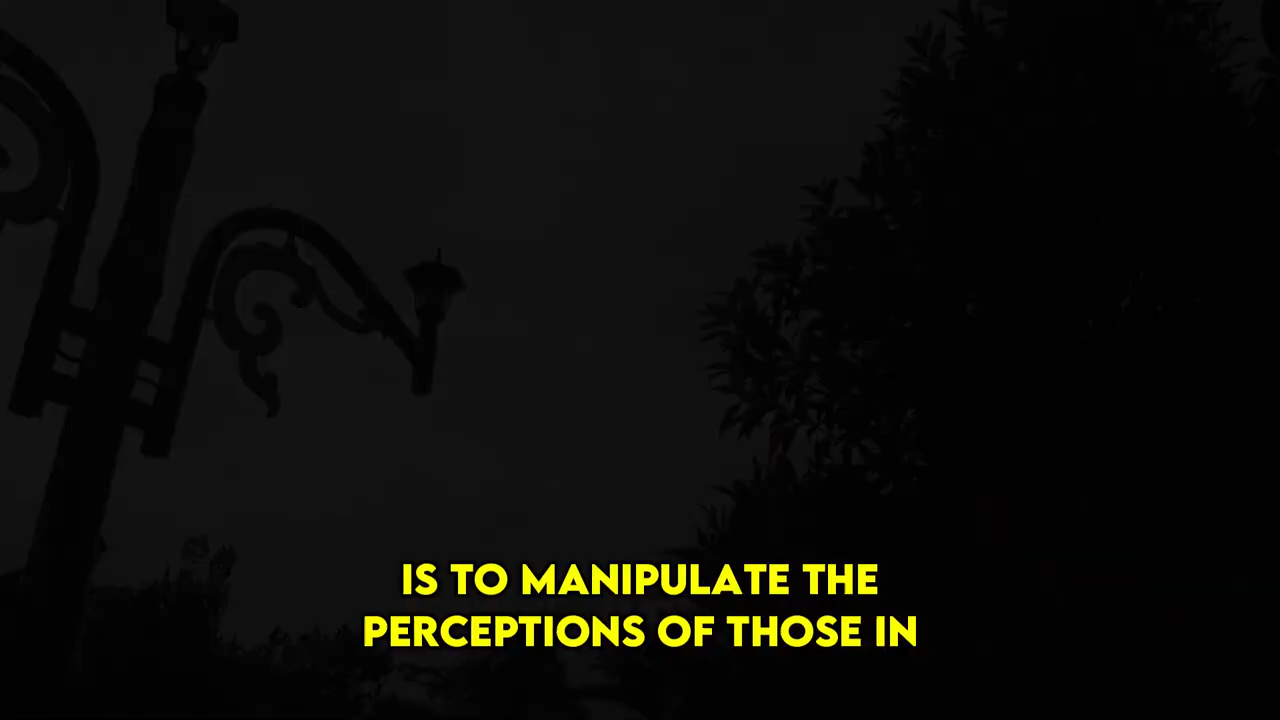 IS TO MANIPULATE THE
PERCEPTIONS OF THOSE IN